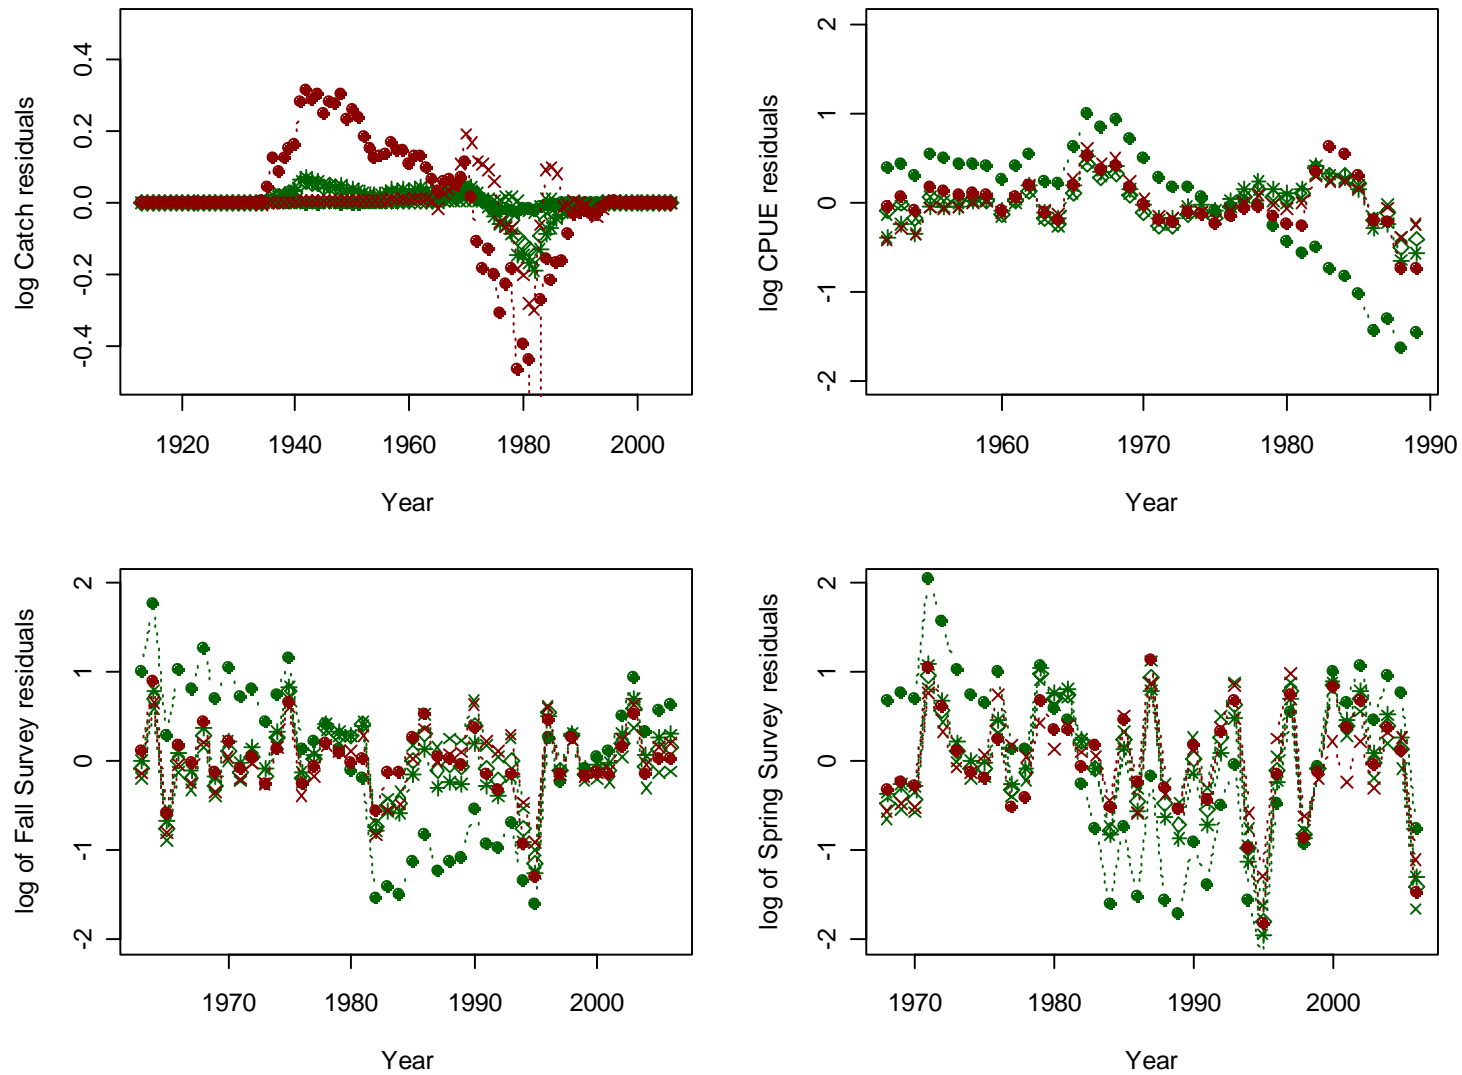 log Catch residuals
0.4
0.2
0.0
-0.2
-0.4
1920 1940 1960 1980 2000
Year
log CPUE residuals
2
1
0
-1
-2
1960 1970 1980 1990
Year
log of Fall Survey residuals
2
1
0
-1
-2
1970 1980 1990 2000
Year
log of Spring Survey residuals
2
1
0
-1
-2
1970 1980 1990 2000
Year